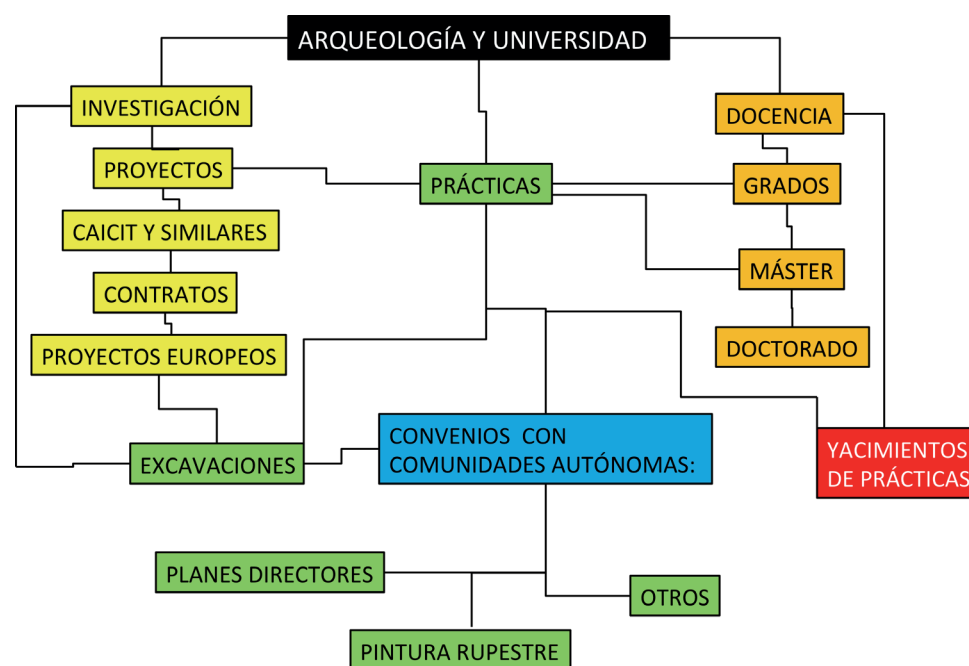 ARQUEOLOGÍA Y UNIVERSIDAD
INVESTIGACIÓN
DOCENCIA
PROYECTOS
PRÁCTICAS
GRADOS
CAICIT Y SIMILARES
MÁSTER
CONTRATOS
PROYECTOS EUROPEOS
DOCTORADO
EXCAVACIONES
CONVENIOS CON
COMUNIDADES AUTÓNOMAS:
YACIMIENTOS
DE PRÁCTICAS
PLANES DIRECTORES
OTROS
PINTURA RUPESTRE